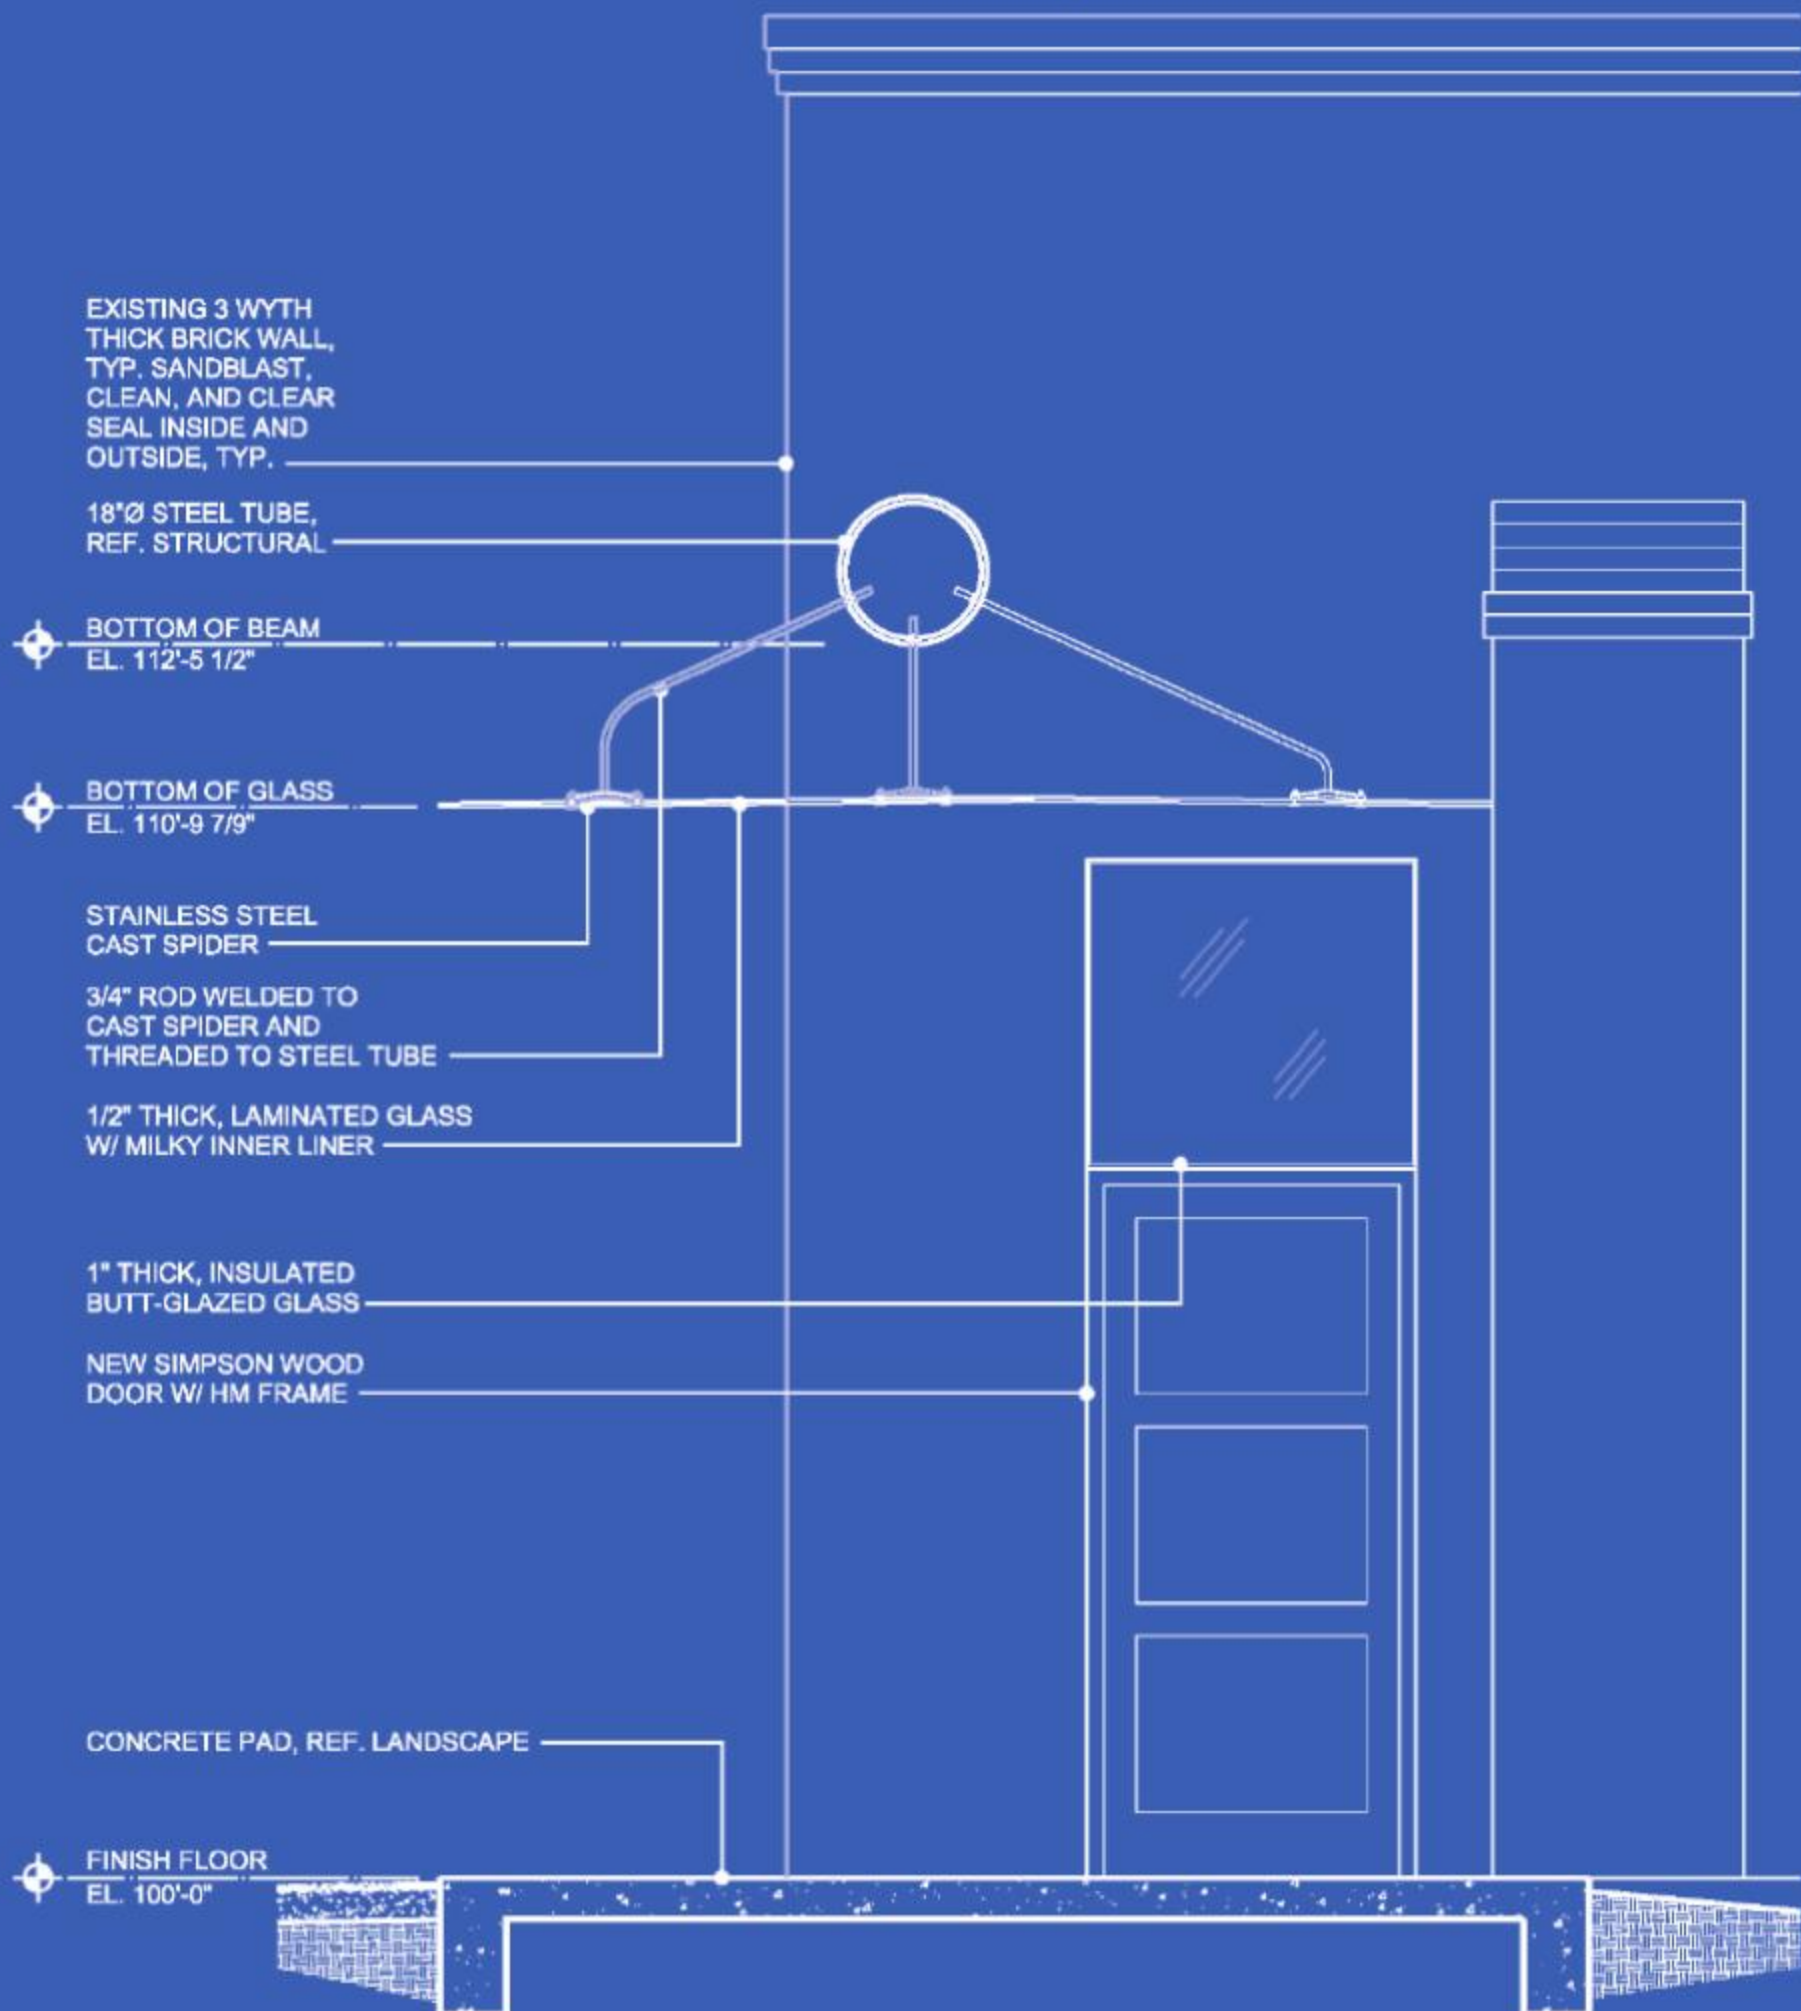 EXISTING 3 WYTH
THICK BRICK WALL,
TYP. SANDBLAST,
CLEAN, AND CLEAR
SEAL INSIDE AND
OUTSIDE, TYP.
18"Ø STEEL TUBE,
REF. STRUCTURAL
BOTTOM OF BEAM
EL. 112'-5 1/2"
BOTTOM OF GLASS
EL. 110'-9 7/9"
STAINLESS STEEL
CAST SPIDER
3/4" ROD WELDED TO
CAST SPIDER AND
THREADED TO STEEL TUBE
1/2" THICK, LAMINATED GLASS
W/ MILKY INNER LINER
1" THICK, INSULATED
BUTT-GLAZED GLASS
NEW SIMPSON WOOD
DOOR W/ HM FRAME
CONCRETE PAD, REF. LANDSCAPE
FINISH FLOOR
EL. 100'-0"